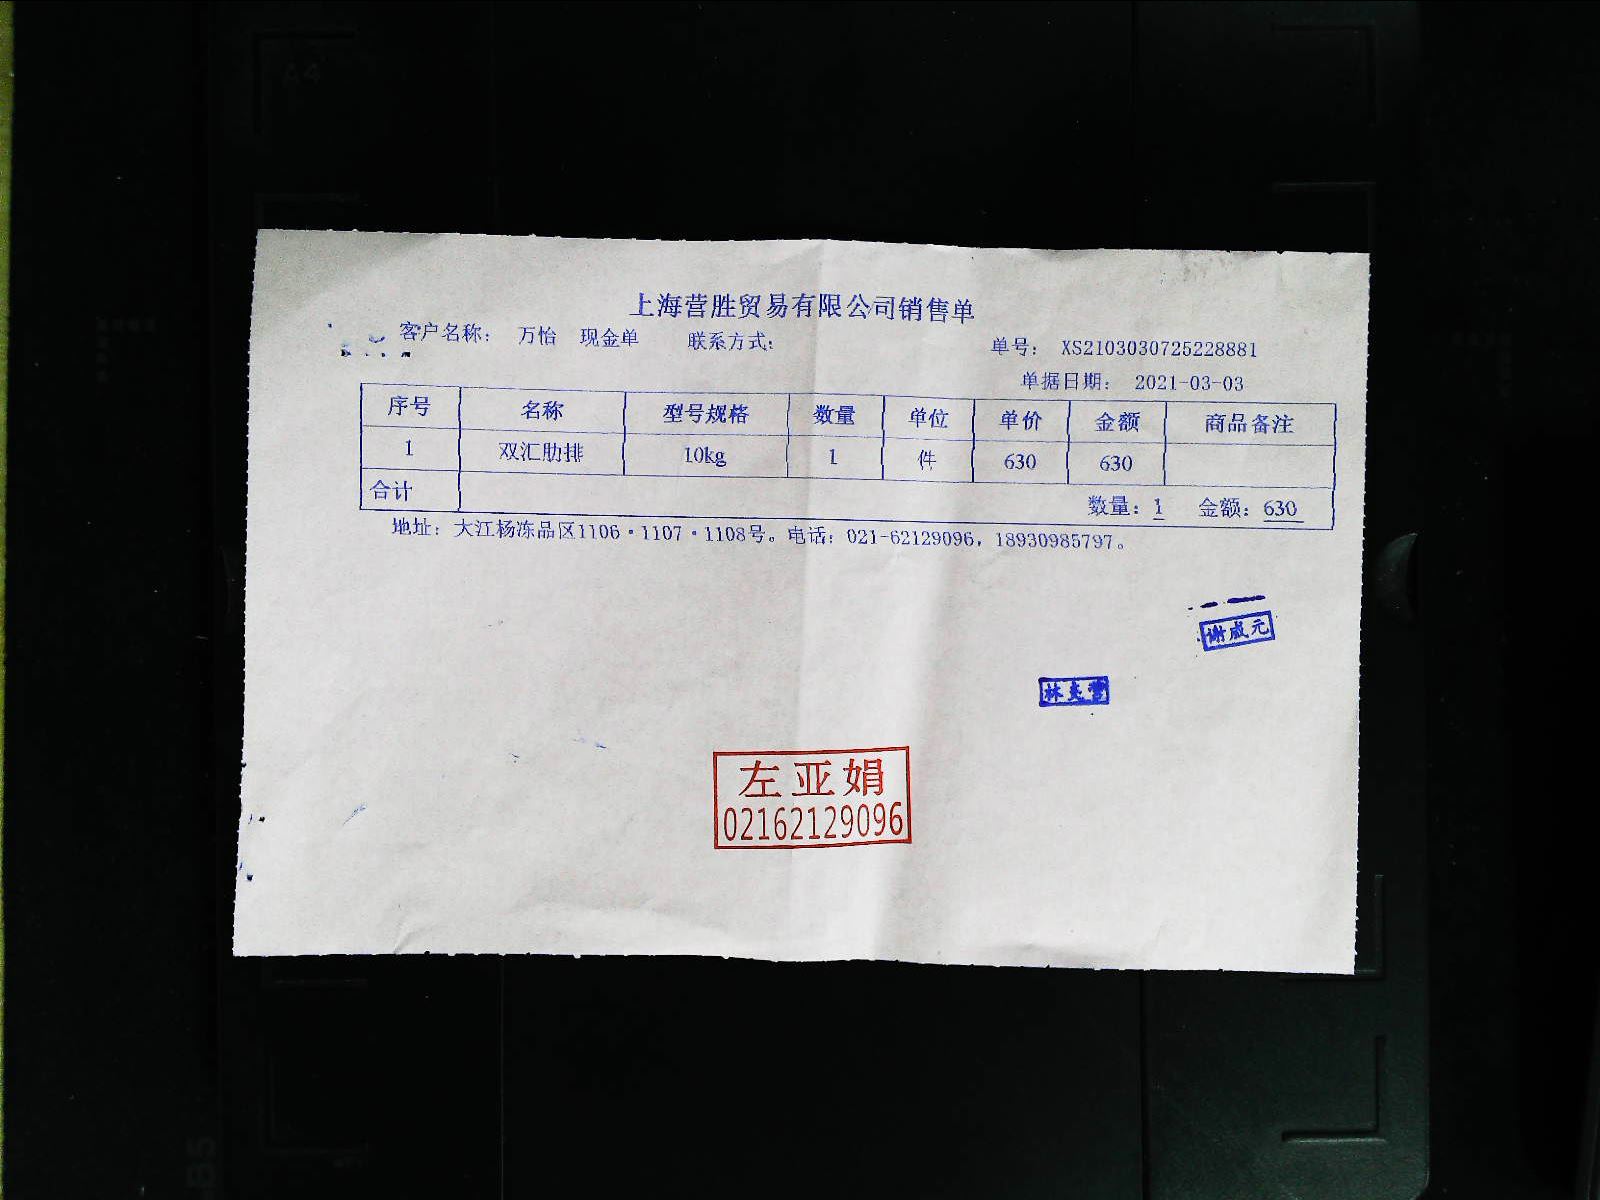 上海营胜贸易有限公司销售单
客户名称： 万怡 现金单 联系方式： 单号： XS2103030725228881
单据日期： 2021-03-03
序号 名称 型号规格 数量 单位 单价 金额 商品备注
1 双汇肋排 10kg 1 件 630 630
合计 数量：1 金额：630
地址：大江杨冻品区1106·1107·1108号。电话：021-62129096，18930985797。
谢成元
林炎营
左亚娟
02162129096
A4
B5